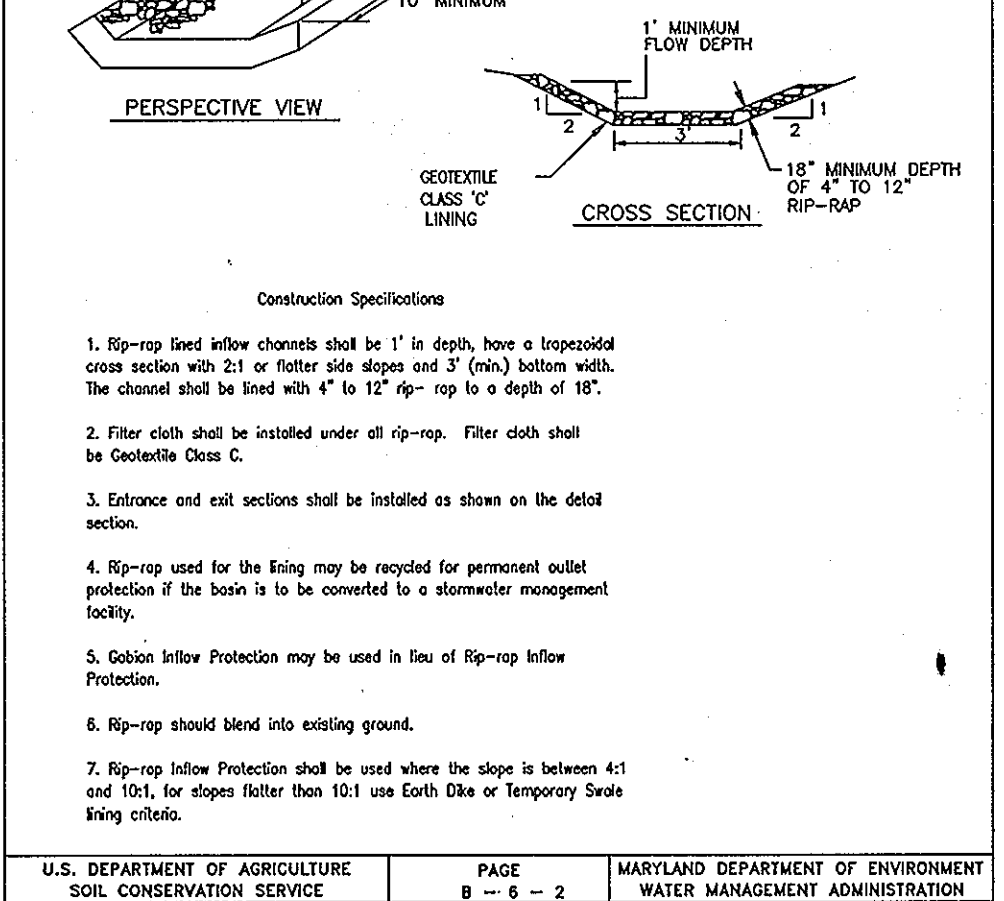 10' MINIMUM
1' MINIMUM
FLOW DEPTH
PERSPECTIVE VIEW
1
2
3'
1
2
GEOTEXTILE
CLASS 'C'
LINING
18" MINIMUM DEPTH
OF 4" TO 12"
RIP-RAP
CROSS SECTION
Construction Specifications
1. Rip-rap lined inflow channels shall be 1' in depth, have a trapezoidal
cross section with 2:1 or flatter side slopes and 3' (min.) bottom width.
The channel shall be lined with 4" to 12" rip- rap to a depth of 18".
2. Filter cloth shall be installed under all rip-rap. Filter cloth shall
be Geotextile Class C.
3. Entrance and exit sections shall be installed as shown on the detail
section.
4. Rip-rap used for the lining may be recycled for permanent outlet
protection if the basin is to be converted to a stormwater management
facility.
5. Gabion Inflow Protection may be used in lieu of Rip-rap Inflow
Protection.
6. Rip-rap should blend into existing ground.
7. Rip-rap Inflow Protection shall be used where the slope is between 4:1
and 10:1, for slopes flatter than 10:1 use Earth Dike or Temporary Swale
lining criteria.
U.S. DEPARTMENT OF AGRICULTURE
SOIL CONSERVATION SERVICE
PAGE
B - 6 - 2
MARYLAND DEPARTMENT OF ENVIRONMENT
WATER MANAGEMENT ADMINISTRATION